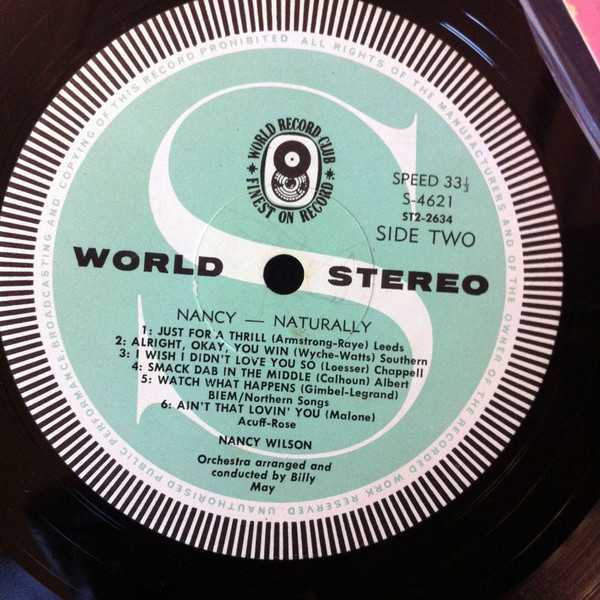 UNAUTHORISED PUBLIC PERFORMANCE, BROADCASTING AND COPYING OF THIS RECORD PROHIBITED. ALL RIGHTS OF THE MANUFACTURERS AND OF THE OWNER OF THE RECORDED WORK RESERVED.
WORLD RECORD CLUB
FINEST ON RECORD
SPEED 33⅓
S-4621
ST2-2634
SIDE TWO
WORLD STEREO
NANCY — NATURALLY
1: JUST FOR A THRILL (Armstrong-Raye) Leeds
2: ALRIGHT, OKAY, YOU WIN (Wyche-Watts) Southern
3: I WISH I DIDN'T LOVE YOU SO (Loesser) Chappell
4: SMACK DAB IN THE MIDDLE (Calhoun) Albert
5: WATCH WHAT HAPPENS (Gimbel-Legrand)
BIEM/Northern Songs
6: AIN'T THAT LOVIN' YOU (Malone)
Acuff-Rose
NANCY WILSON
Orchestra arranged and
conducted by Billy
May
S